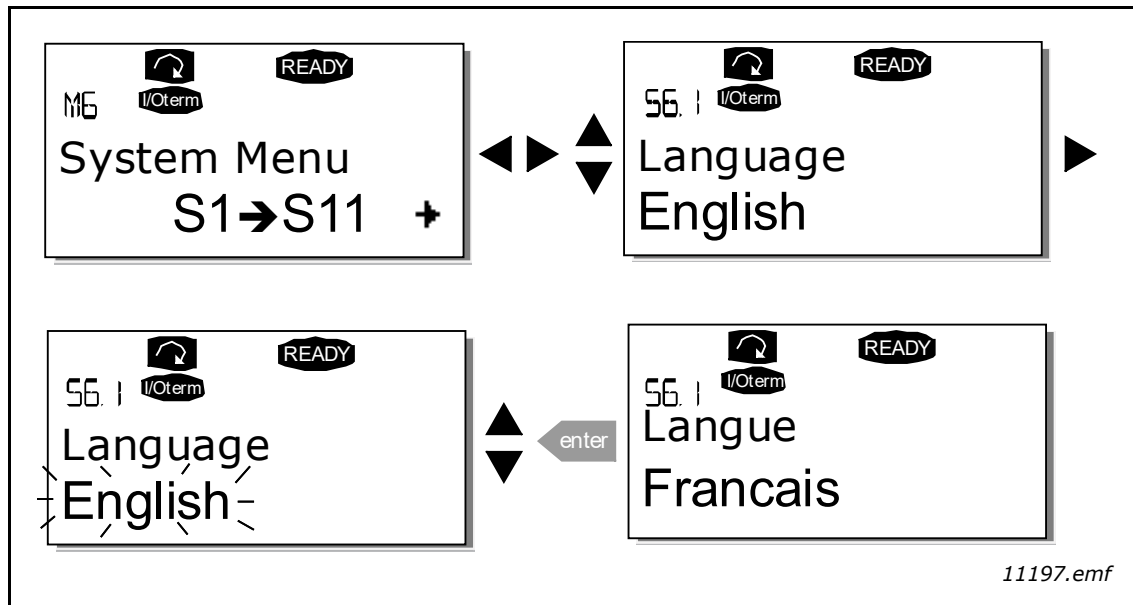 READY
M6 I/Oterm
System Menu
S1➔S11
READY
S6.1 I/Oterm
Language
English
READY
S6.1 I/Oterm
Language
English
enter
READY
S6.1 I/Oterm
Langue
Francais
11197.emf